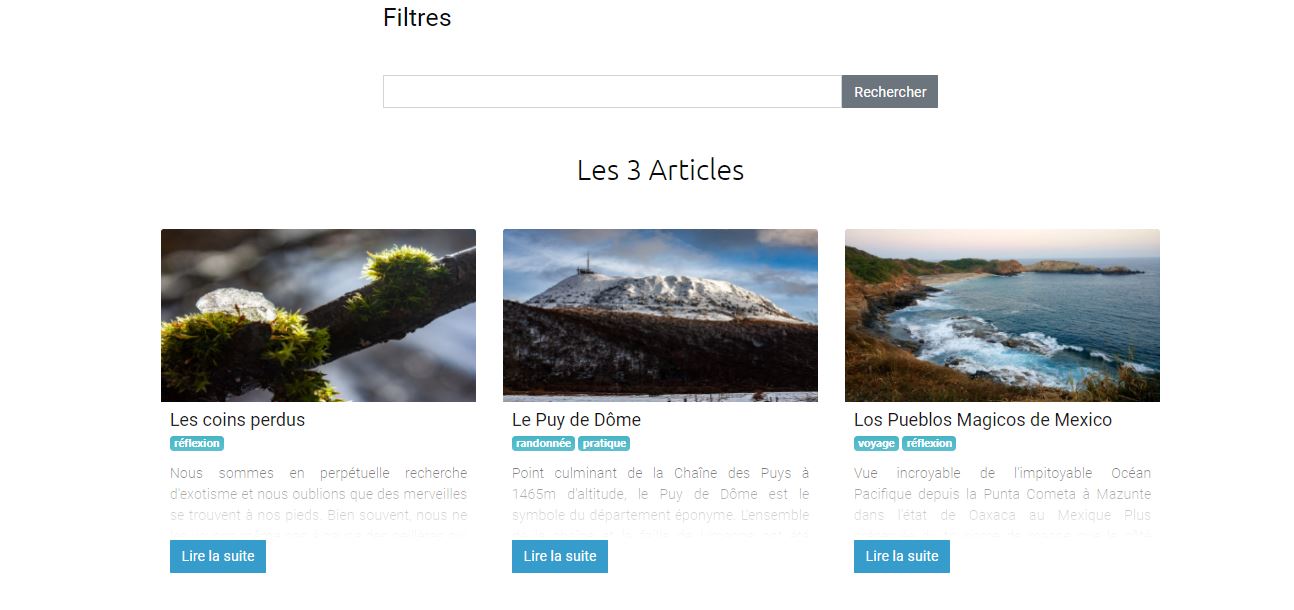 Filtres
Rechercher
Les 3 Articles
Les coins perdus
réflexion
Nous sommes en perpétuelle recherche
d'exotisme et nous oublions que des merveilles
se trouvent à nos pieds. Bien souvent, nous ne
Lire la suite
Le Puy de Dôme
randonnée pratique
Point culminant de la Chaîne des Puys à
1465m d'altitude, le Puy de Dôme est le
symbole du département éponyme. L'ensemble
Lire la suite
Los Pueblos Magicos de Mexico
voyage réflexion
Vue incroyable de l'impitoyable Océan
Pacifique depuis la Punta Cometa à Mazunte
dans l'état de Oaxaca au Mexique Plus
Lire la suite